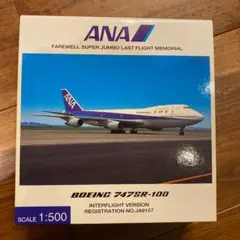 ANA
FAREWELL SUPER JUMBO LAST FLIGHT MEMORIAL
ANA
BOEING 747SR-100
INTERFLIGHT VERSION
REGISTRATION NO.JA8157
SCALE 1:500